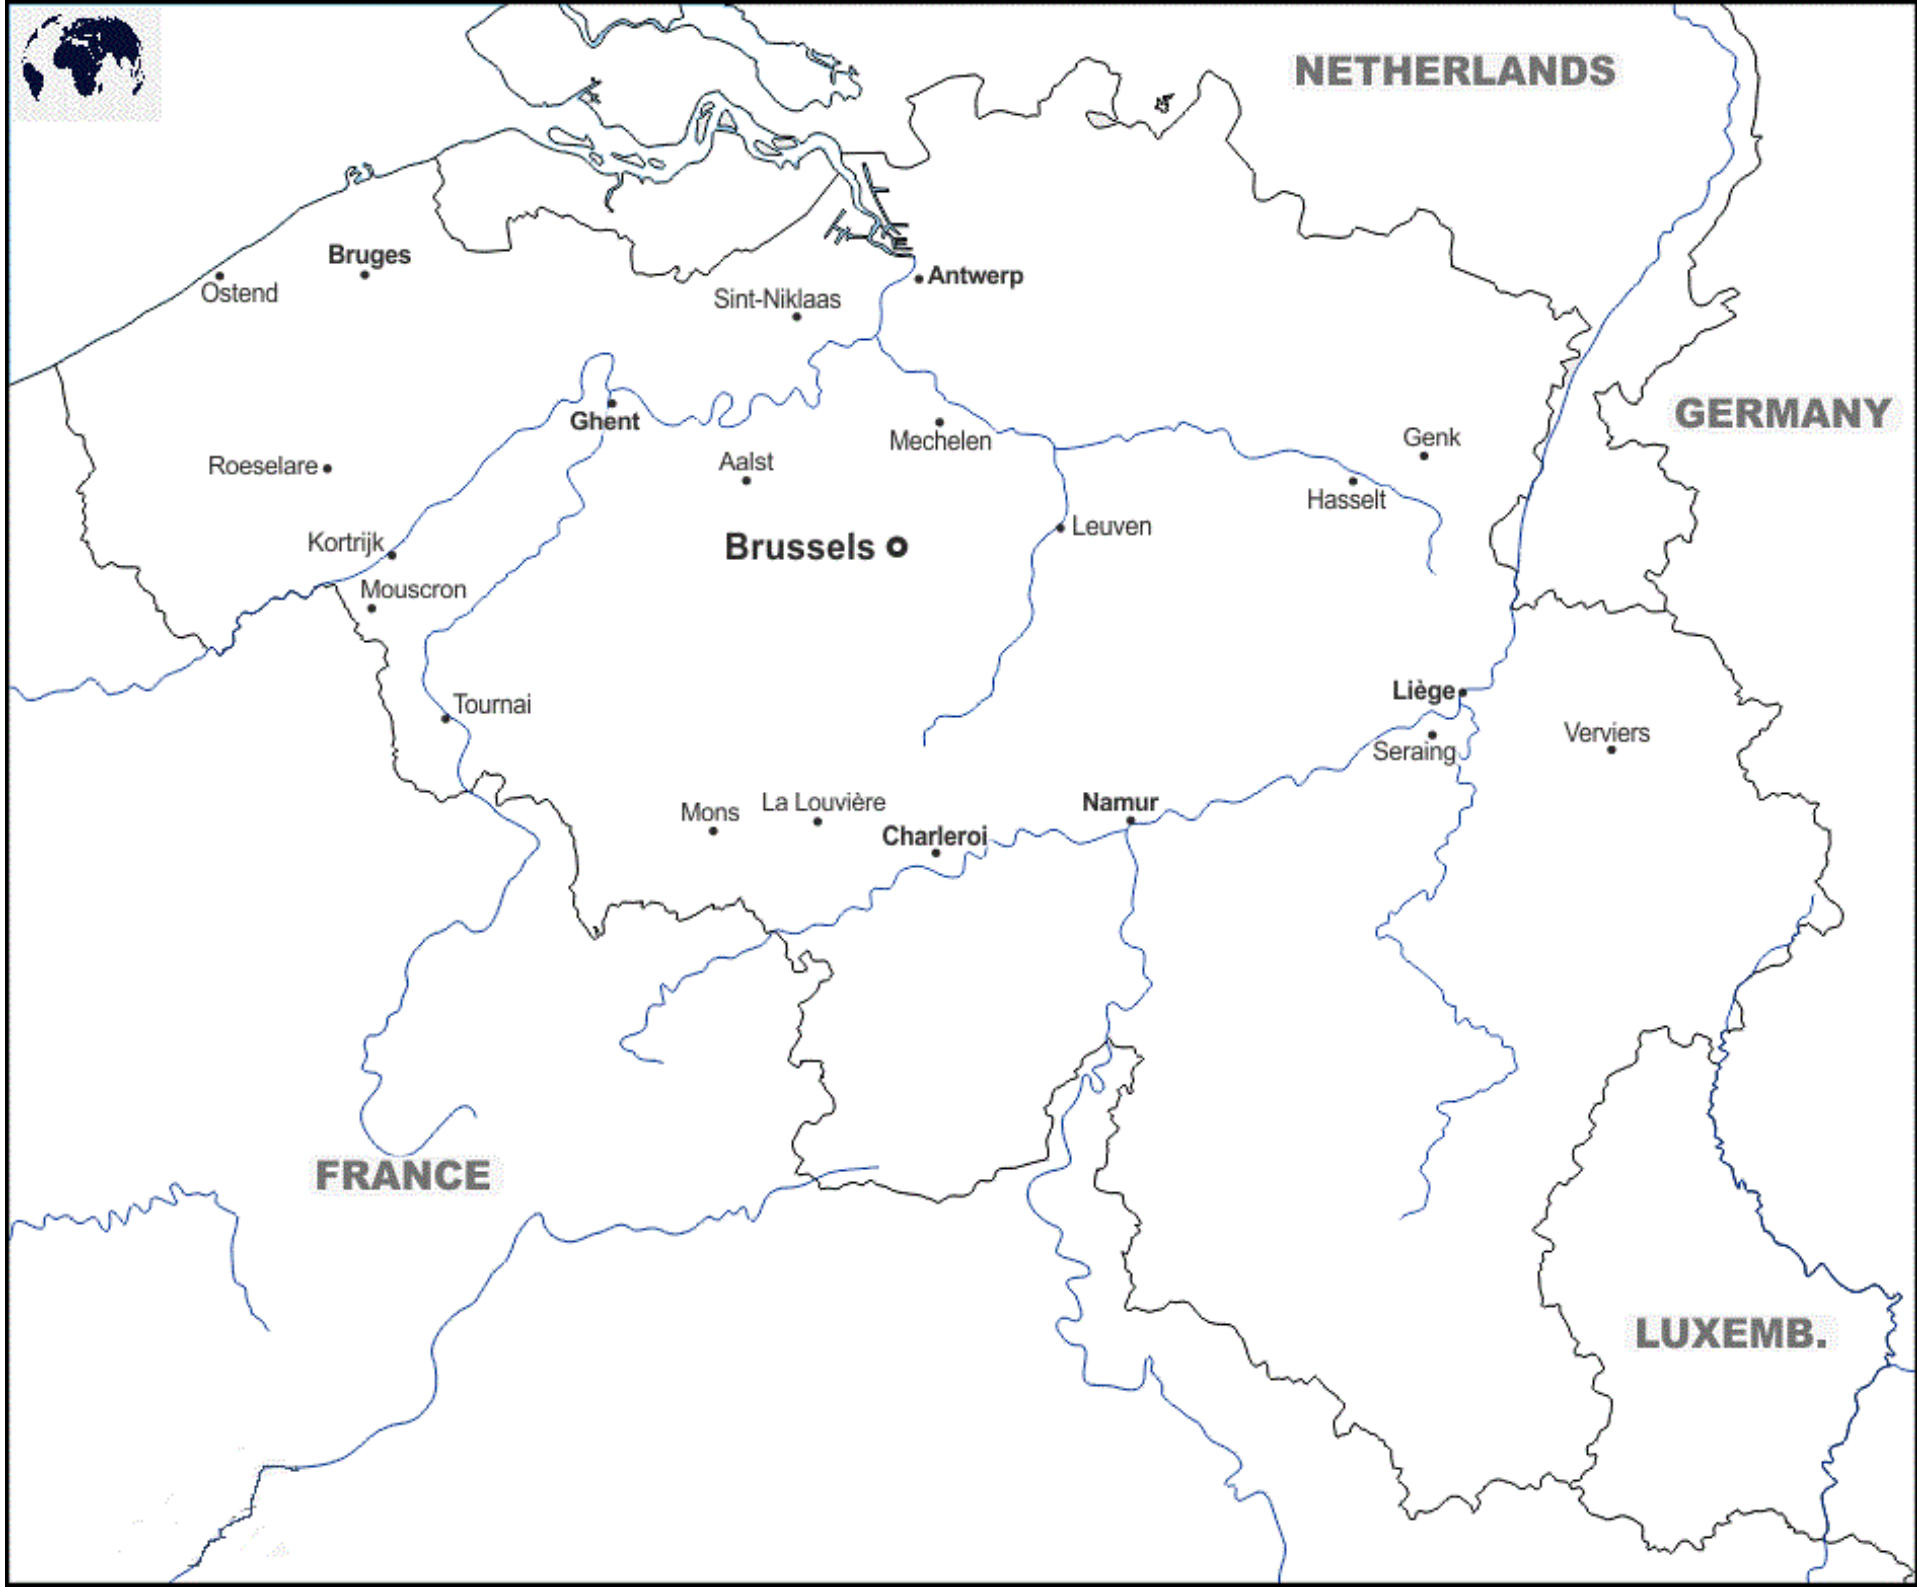 NETHERLANDS
Bruges
Ostend
Antwerp
Sint-Niklaas
GERMANY
Ghent
Mechelen
Genk
Roeselare
Aalst
Hasselt
Leuven
Kortrijk
Brussels
Mouscron
Liège
Tournai
Verviers
Seraing
Mons
La Louvière
Namur
Charleroi
FRANCE
LUXEMB.